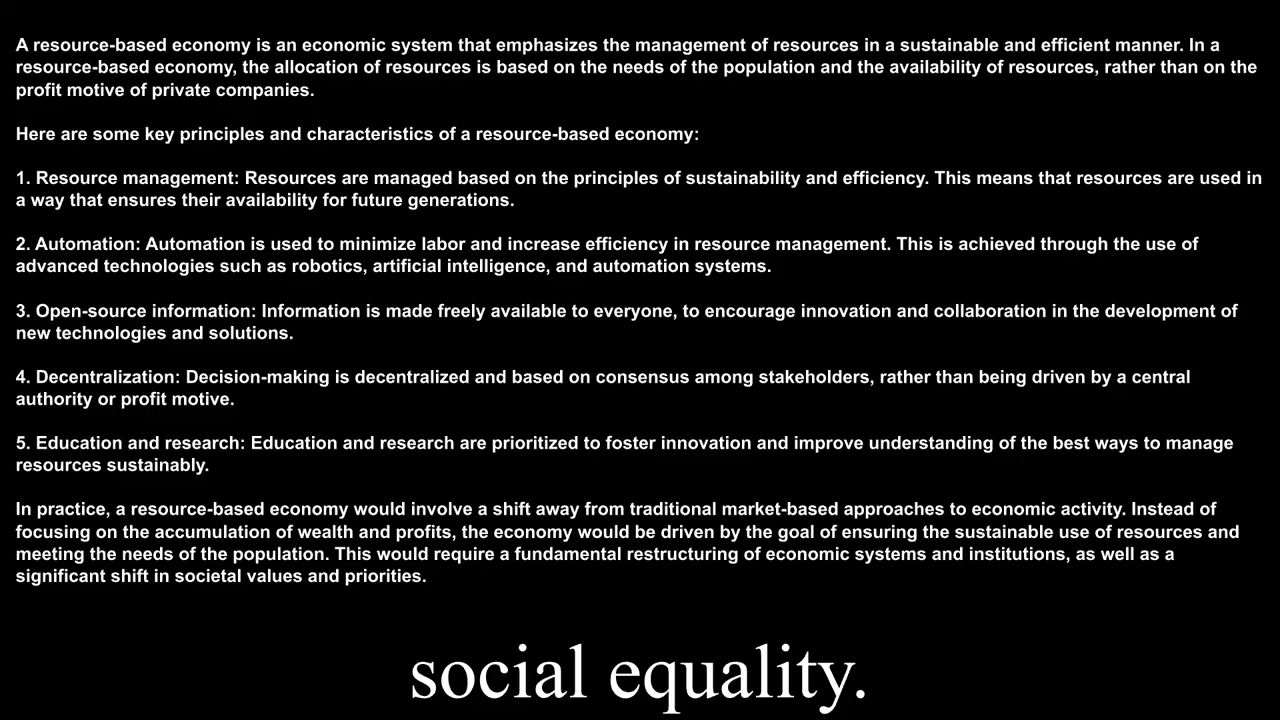 A resource-based economy is an economic system that emphasizes the management of resources in a sustainable and efficient manner. In a
resource-based economy, the allocation of resources is based on the needs of the population and the availability of resources, rather than on the
profit motive of private companies.
Here are some key principles and characteristics of a resource-based economy:
1. Resource management: Resources are managed based on the principles of sustainability and efficiency. This means that resources are used in
a way that ensures their availability for future generations.
2. Automation: Automation is used to minimize labor and increase efficiency in resource management. This is achieved through the use of
advanced technologies such as robotics, artificial intelligence, and automation systems.
3. Open-source information: Information is made freely available to everyone, to encourage innovation and collaboration in the development of
new technologies and solutions.
4. Decentralization: Decision-making is decentralized and based on consensus among stakeholders, rather than being driven by a central
authority or profit motive.
5. Education and research: Education and research are prioritized to foster innovation and improve understanding of the best ways to manage
resources sustainably.
In practice, a resource-based economy would involve a shift away from traditional market-based approaches to economic activity. Instead of
focusing on the accumulation of wealth and profits, the economy would be driven by the goal of ensuring the sustainable use of resources and
meeting the needs of the population. This would require a fundamental restructuring of economic systems and institutions, as well as a
significant shift in societal values and priorities.
social equality.